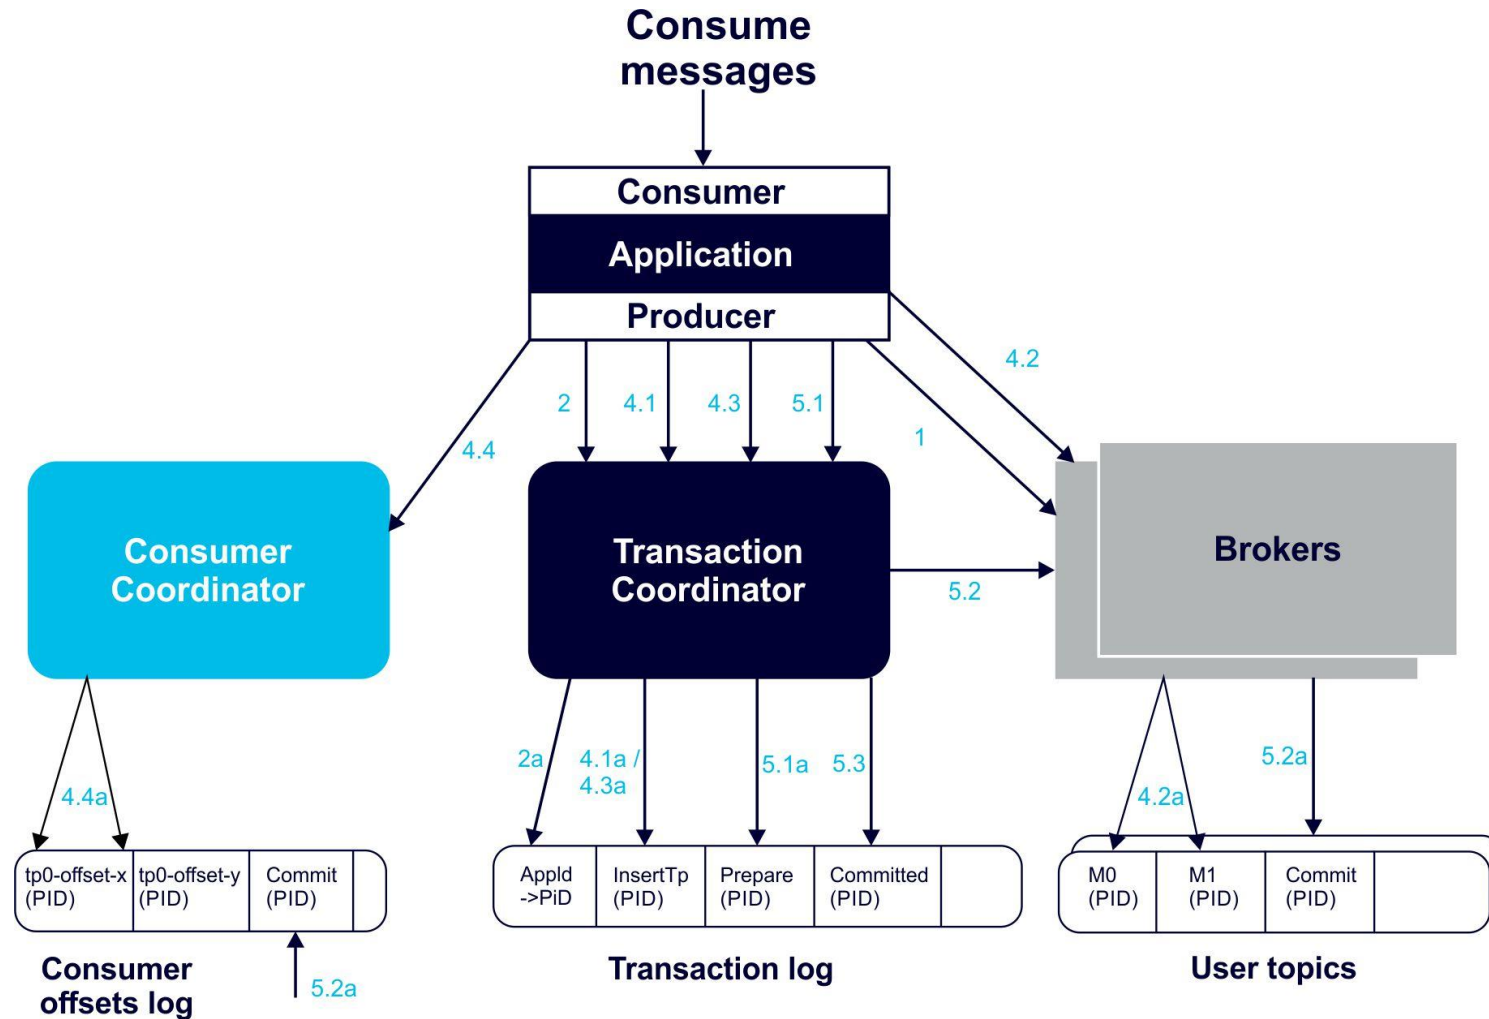 Consume
messages
Consumer
Application
Producer
4.2
2
4.1
4.3
5.1
1
4.4
Consumer
Coordinator
Transaction
Coordinator
Brokers
5.2
2a
4.1a /
4.3a
5.1a
5.3
5.2a
4.4a
4.2a
tp0-offset-x
(PID)
tp0-offset-y
(PID)
Commit
(PID)
AppId
->PiD
InsertTp
(PID)
Prepare
(PID)
Committed
(PID)
M0
(PID)
M1
(PID)
Commit
(PID)
Consumer
offsets log
5.2a
Transaction log
User topics